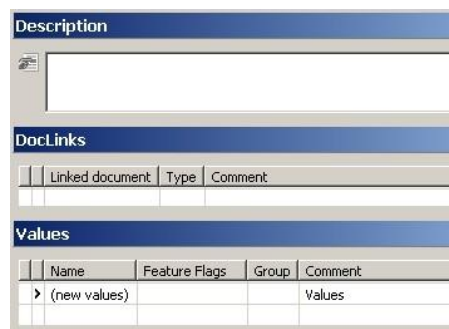 Description
DocLinks
Linked document Type Comment
Values
Name Feature Flags Group Comment
(new values) Values